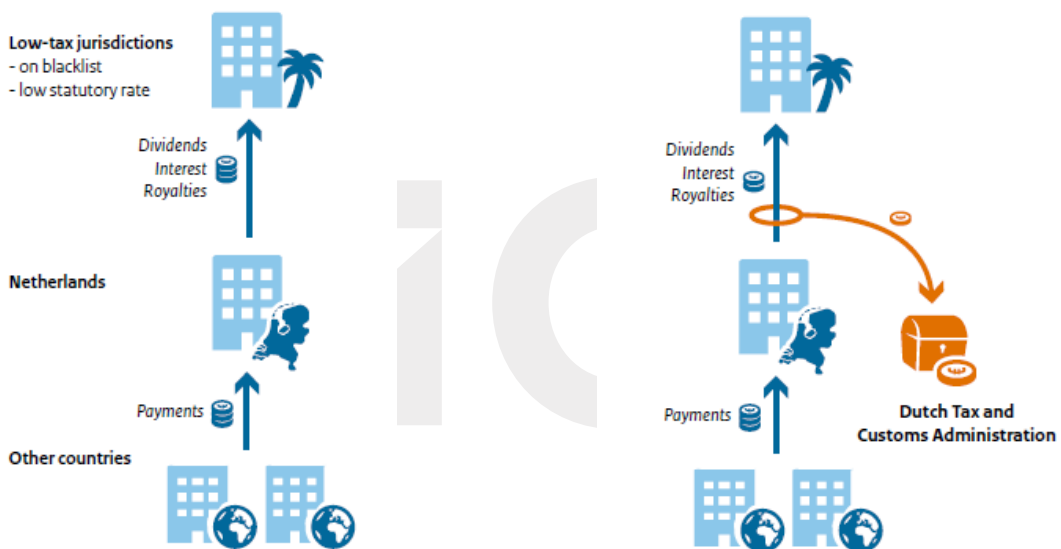 Low-tax jurisdictions
- on blacklist
- low statutory rate
Dividends
Interest
Royalties
Netherlands
Payments
Other countries
Dividends
Interest
Royalties
Payments
Dutch Tax and
Customs Administration
iC